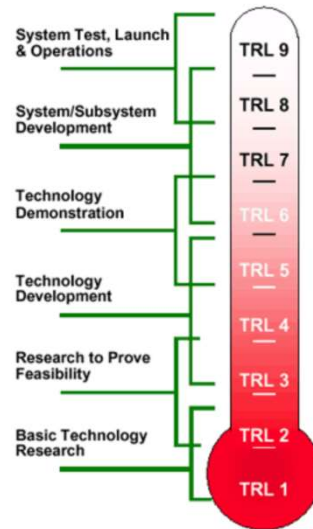 System Test, Launch
& Operations
System/Subsystem
Development
Technology
Demonstration
Technology
Development
Research to Prove
Feasibility
Basic Technology
Research
TRL 9
TRL 8
TRL 7
TRL 6
TRL 5
TRL 4
TRL 3
TRL 2
TRL 1